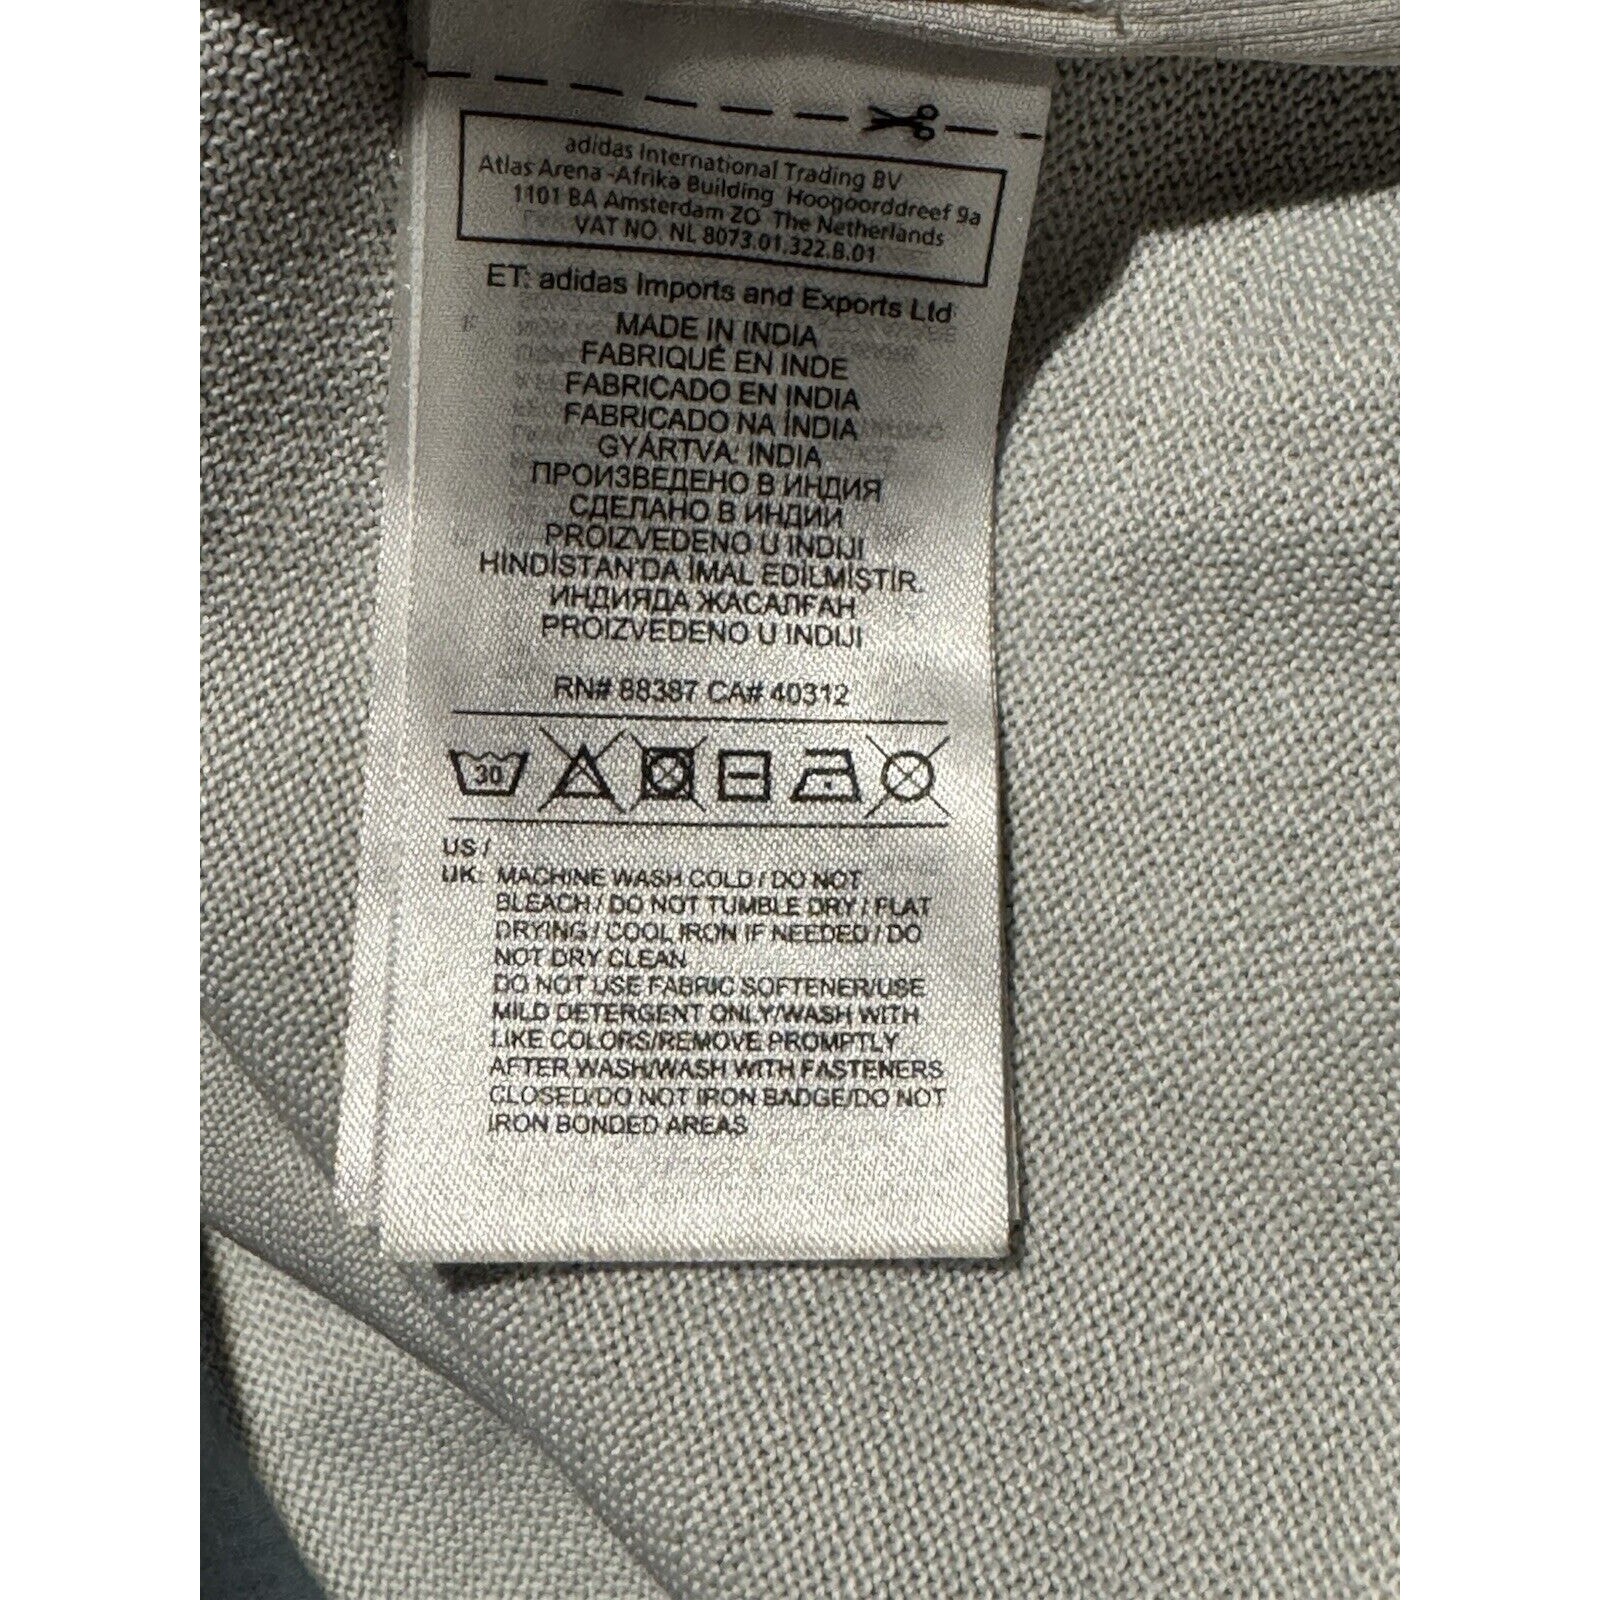 adidas International Trading BV
Atlas Arena -Afrika Building Hoogoorddreef 9a
1101 BA Amsterdam ZO The Netherlands
VAT NO. NL 8073.01.322.B.01
ET: adidas Imports and Exports Ltd
MADE IN INDIA
FABRIQUÉ EN INDE
FABRICADO EN INDIA
FABRICADO NA ÍNDIA
GYÁRTVA: INDIA
ПРОИЗВЕДЕНО В ИНДИЯ
СДЕЛАНО В ИНДИИ
PROIZVEDENO U INDIJI
HİNDİSTAN'DA İMAL EDİLMİŞTİR.
ИНДИЯДА ЖАСАЛҒАН
PROIZVEDENO U INDIJI
RN# 88387 CA# 40312
30
US /
UK: MACHINE WASH COLD / DO NOT
BLEACH / DO NOT TUMBLE DRY / FLAT
DRYING / COOL IRON IF NEEDED / DO
NOT DRY CLEAN
DO NOT USE FABRIC SOFTENER/USE
MILD DETERGENT ONLY/WASH WITH
LIKE COLORS/REMOVE PROMPTLY
AFTER WASH/WASH WITH FASTENERS
CLOSED/DO NOT IRON BADGE/DO NOT
IRON BONDED AREAS